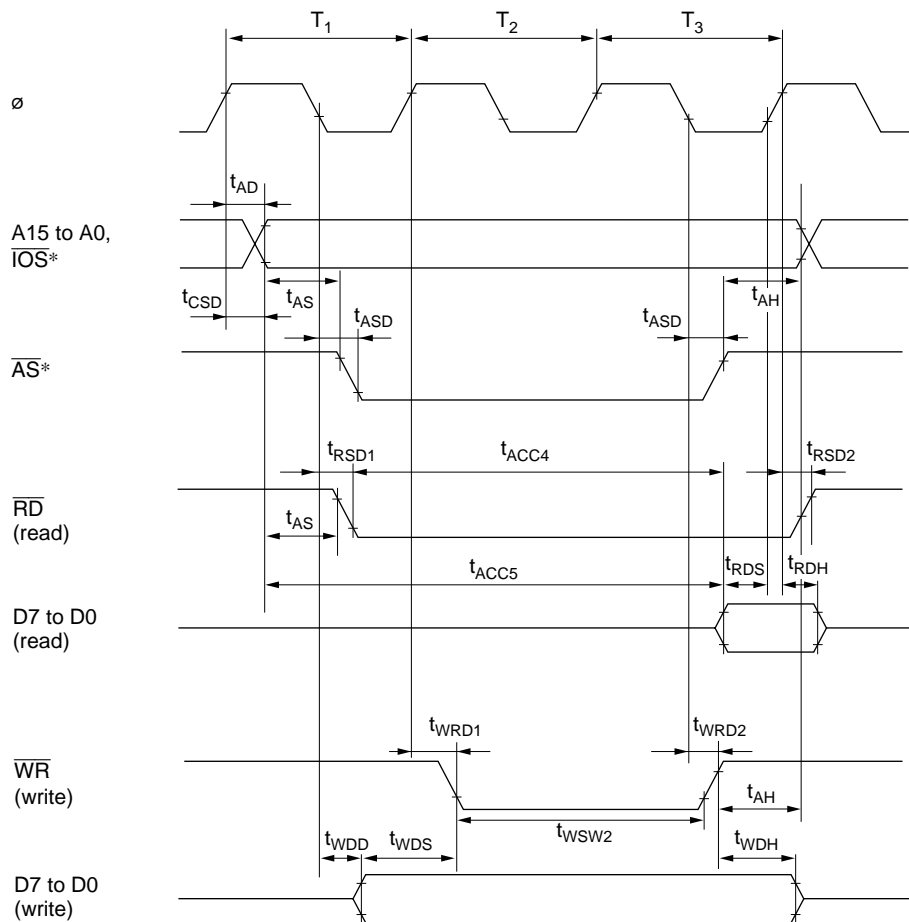 T1 T2 T3
ø
tAD
A15 to A0,
IOS*
tCSD tAS tAH
tASD tASD
AS*
tRSD1 tACC4 tRSD2
RD
(read)
tAS
tACC5 tRDS tRDH
D7 to D0
(read)
tWRD1 tWRD2
WR
(write)
tAH
tWSW2
tWDD tWDS tWDH
D7 to D0
(write)